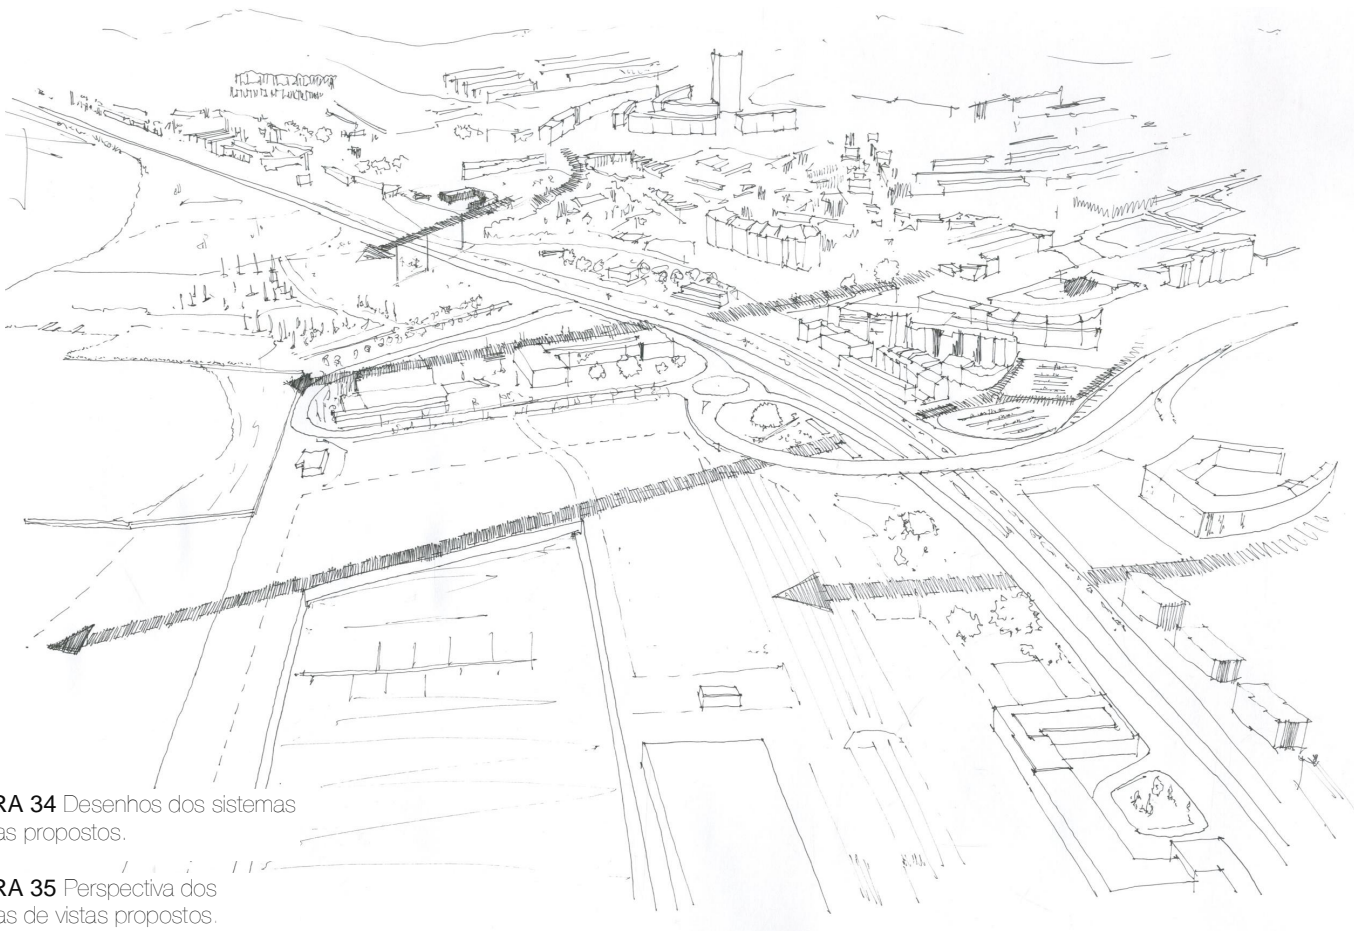 RA 34 Desenhos dos sistemas
as propostos.
RA 35 Perspectiva dos
as de vistas propostos.